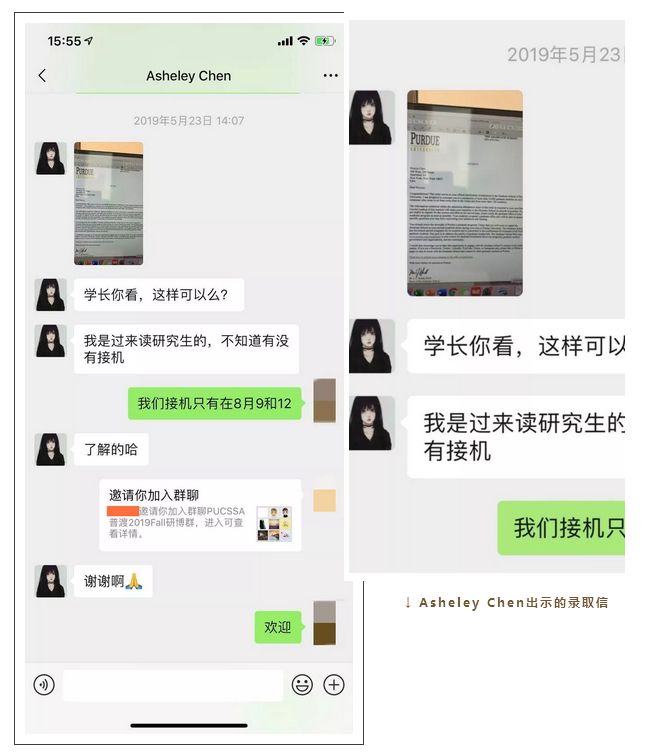 15:55
Asheley Chen
2019年5月23日 14:07
PURDUE
学长你看，这样可以么？
我是过来读研究生的，不知道有没
有接机
我们接机只有在8月9和12
了解的哈
邀请你加入群聊
邀请你加入群聊PUCSSA
普渡2019Fall研博群，进入可查
看详情。
谢谢啊🙏
欢迎
2019年5月23
PURDUE
学长你看，这样可以
我是过来读研究生的
有接机
我们接机只
↓ Asheley Chen出示的录取信